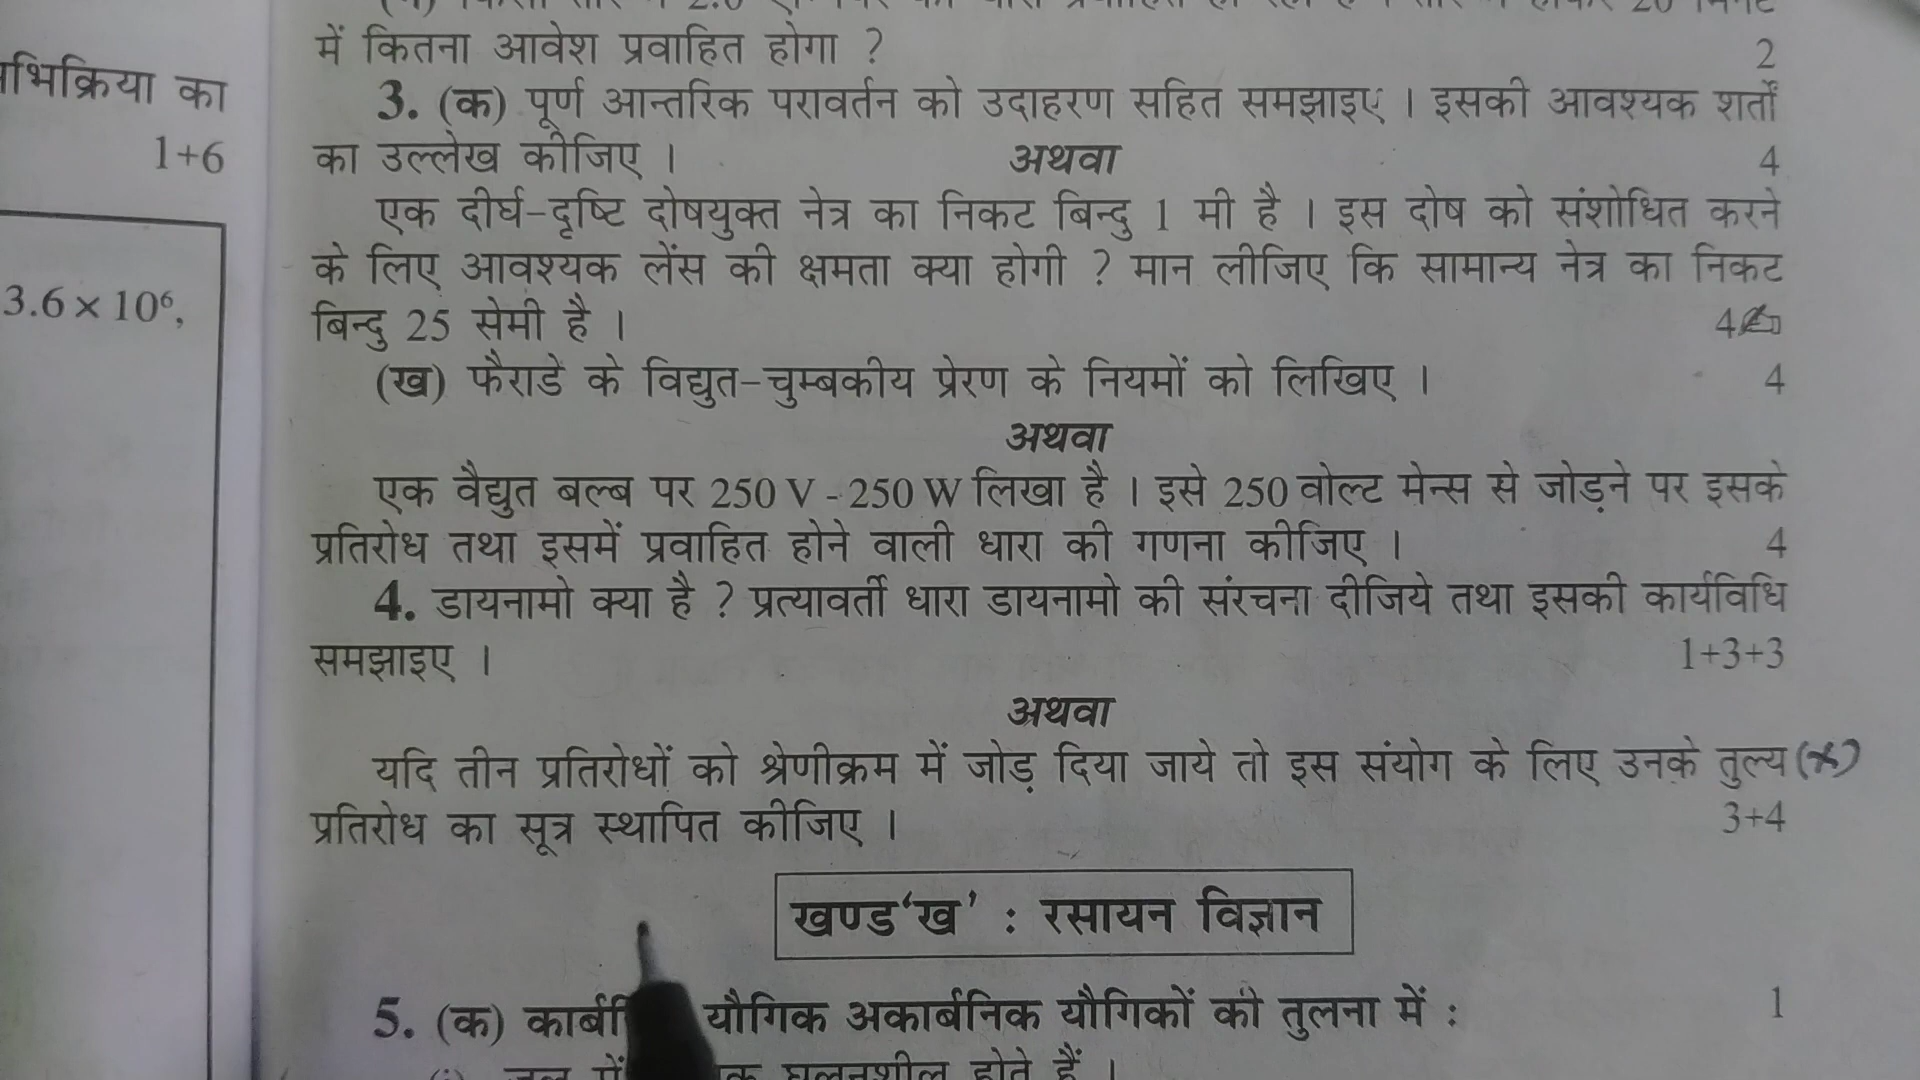 में कितना आवेश प्रवाहित होगा ? 2
भिक्रिया का
1+6
3.6 × 10⁶,
3. (क) पूर्ण आन्तरिक परावर्तन को उदाहरण सहित समझाइए । इसकी आवश्यक शर्तों
का उल्लेख कीजिए । अथवा 4
एक दीर्घ-दृष्टि दोषयुक्त नेत्र का निकट बिन्दु 1 मी है । इस दोष को संशोधित करने
के लिए आवश्यक लेंस की क्षमता क्या होगी ? मान लीजिए कि सामान्य नेत्र का निकट
बिन्दु 25 सेमी है । 4
(ख) फैराडे के विद्युत-चुम्बकीय प्रेरण के नियमों को लिखिए । 4
अथवा
एक वैद्युत बल्ब पर 250 V - 250 W लिखा है । इसे 250 वोल्ट मेन्स से जोड़ने पर इसके
प्रतिरोध तथा इसमें प्रवाहित होने वाली धारा की गणना कीजिए । 4
4. डायनामो क्या है ? प्रत्यावर्ती धारा डायनामो की संरचना दीजिये तथा इसकी कार्यविधि
समझाइए । 1+3+3
अथवा
यदि तीन प्रतिरोधों को श्रेणीक्रम में जोड़ दिया जाये तो इस संयोग के लिए उनके तुल्य
प्रतिरोध का सूत्र स्थापित कीजिए । 3+4
खण्ड 'ख' : रसायन विज्ञान
5. (क) यौगिक अकार्बनिक यौगिकों की तुलना में : 1
जल में घुलनशील होते हैं ।